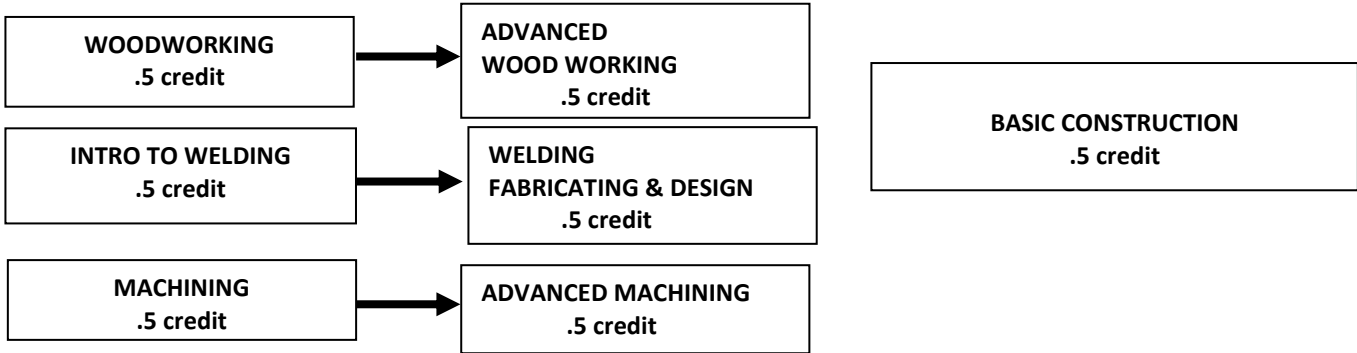 WOODWORKING
.5 credit
ADVANCED
WOOD WORKING
.5 credit
BASIC CONSTRUCTION
.5 credit
INTRO TO WELDING
.5 credit
WELDING
FABRICATING & DESIGN
.5 credit
MACHINING
.5 credit
ADVANCED MACHINING
.5 credit